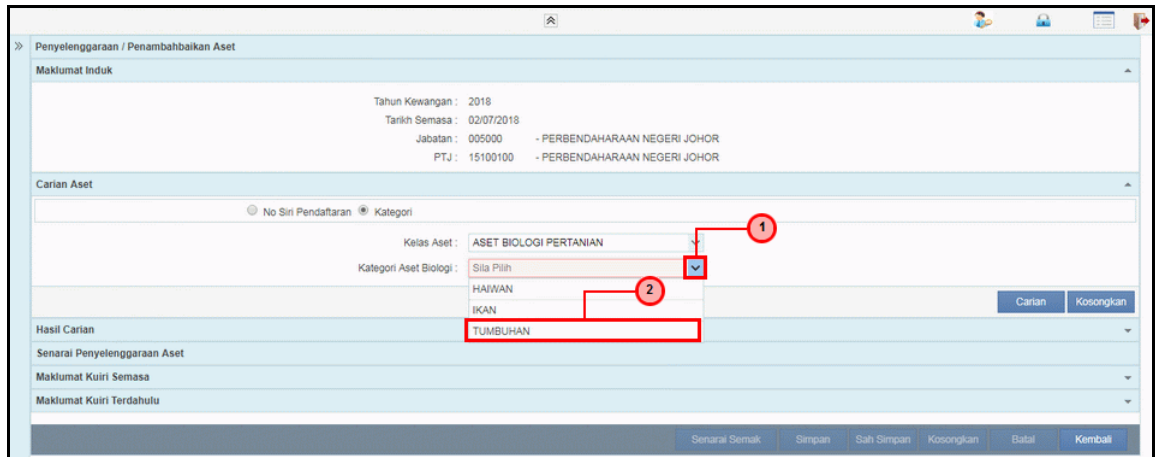 Penyelenggaraan / Penambahbaikan Aset
Maklumat Induk
Tahun Kewangan : 2018
Tarikh Semasa : 02/07/2018
Jabatan : 005000 - PERBENDAHARAAN NEGERI JOHOR
PTJ : 15100100 - PERBENDAHARAAN NEGERI JOHOR
Carian Aset
No Siri Pendaftaran Kategori
1
Kelas Aset : ASET BIOLOGI PERTANIAN
Kategori Aset Biologi : Sila Pilih
HAIWAN
2
IKAN
Carian Kosongkan
TUMBUHAN
Hasil Carian
Senarai Penyelenggaraan Aset
Maklumat Kuiri Semasa
Maklumat Kuiri Terdahulu
Senarai Semak Simpan Sah Simpan Kosongkan Batal Kembali